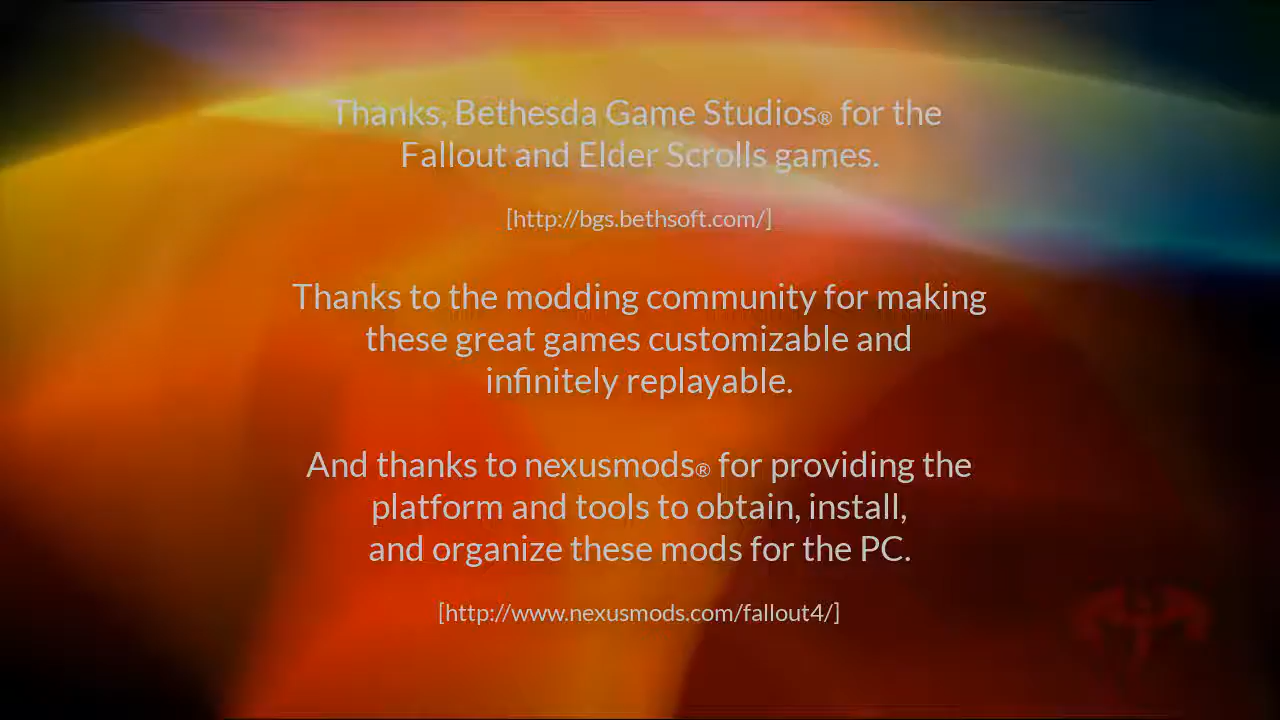 Thanks, Bethesda Game Studios® for the
Fallout and Elder Scrolls games.
[http://bgs.bethsoft.com/]
Thanks to the modding community for making
these great games customizable and
infinitely replayable.
And thanks to nexusmods® for providing the
platform and tools to obtain, install,
and organize these mods for the PC.
[http://www.nexusmods.com/fallout4/]